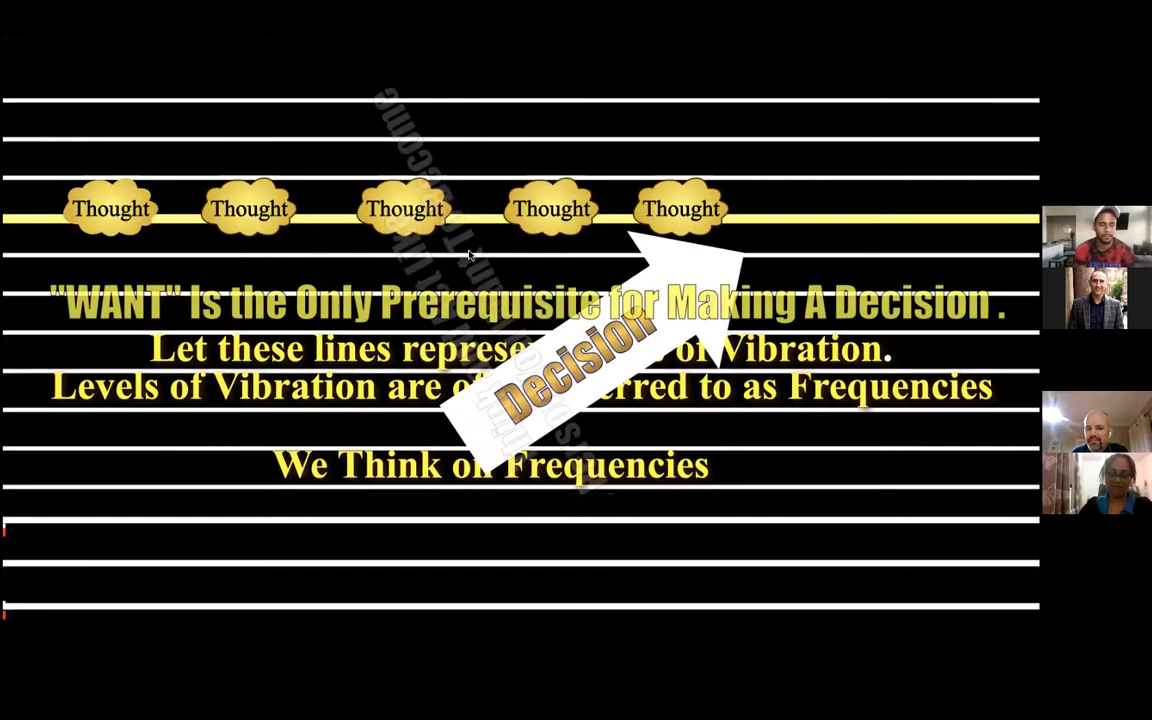 Thought Thought Thought Thought Thought
"WANT" Is the Only Prerequisite for Making A Decision .
Let these lines represe of Vibration.
Levels of Vibration are of erred to as Frequencies
Decision
We Think on Frequencies